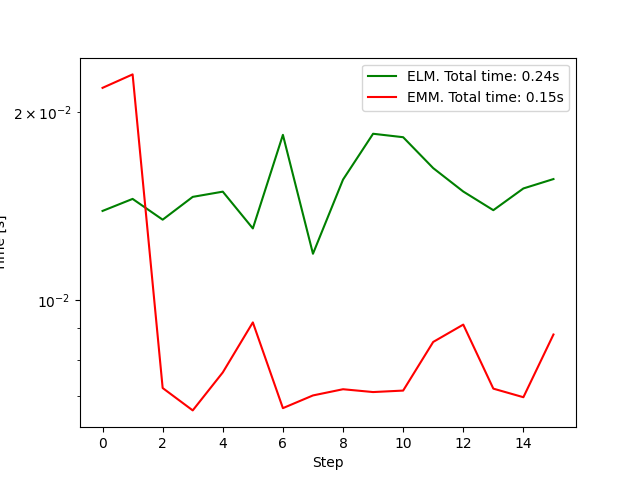 ELM. Total time: 0.24s
EMM. Total time: 0.15s
2 × 10⁻²
10⁻²
[s]
0 2 4 6 8 10 12 14
Step